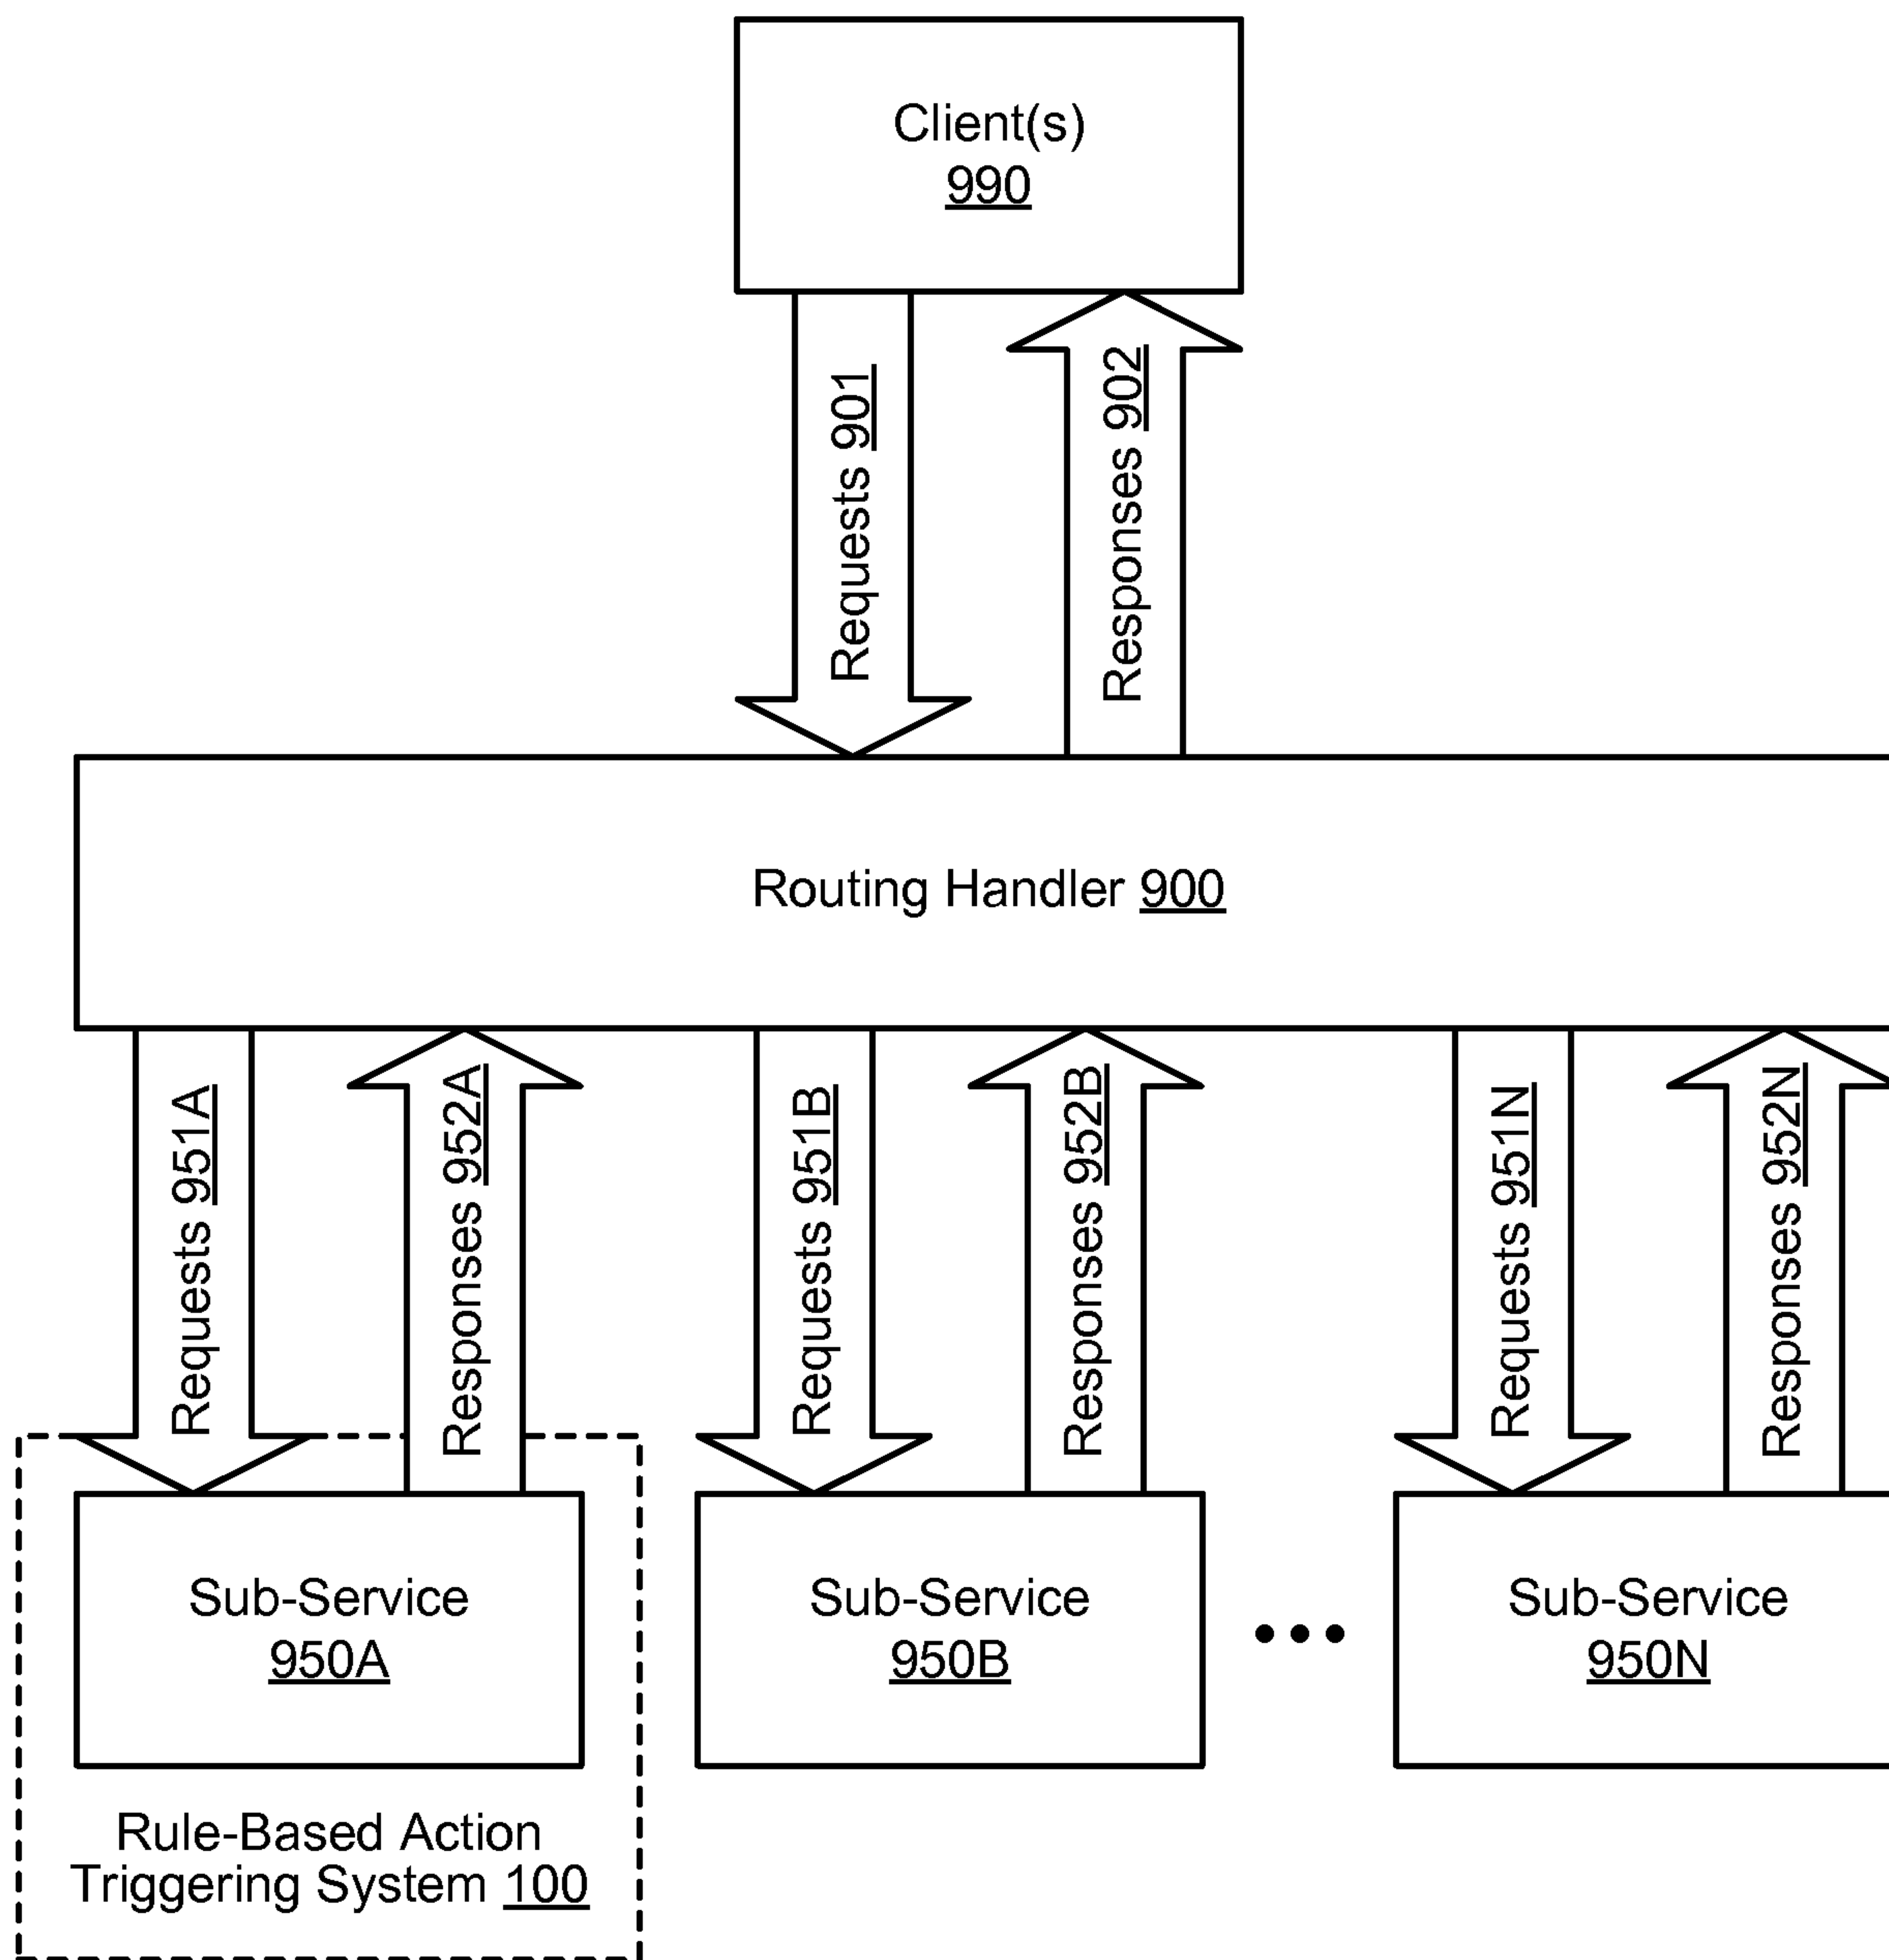 Client(s)
990
Requests 901
Responses 902
Routing Handler 900
Requests 951A
Responses 952A
Requests 951B
Responses 952B
Requests 951N
Responses 952N
Sub-Service
950A
Sub-Service
950B
Sub-Service
950N
Rule-Based Action
Triggering System 100